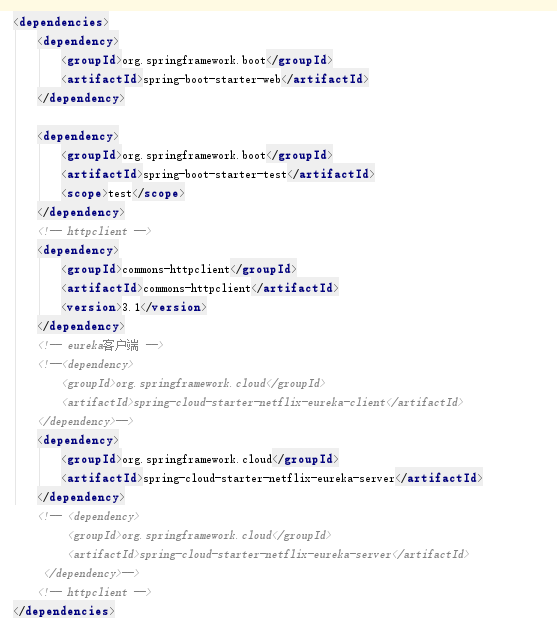 <dependencies>
<dependency>
<groupId>org.springframework.boot</groupId>
<artifactId>spring-boot-starter-web</artifactId>
</dependency>
<dependency>
<groupId>org.springframework.boot</groupId>
<artifactId>spring-boot-starter-test</artifactId>
<scope>test</scope>
</dependency>
<!-- httpclient -->
<dependency>
<groupId>commons-httpclient</groupId>
<artifactId>commons-httpclient</artifactId>
<version>3.1</version>
</dependency>
<!-- eureka客户端 -->
<!--<dependency>
<groupId>org.springframework.cloud</groupId>
<artifactId>spring-cloud-starter-netflix-eureka-client</artifactId>
</dependency>-->
<dependency>
<groupId>org.springframework.cloud</groupId>
<artifactId>spring-cloud-starter-netflix-eureka-server</artifactId>
</dependency>
<!-- <dependency>
<groupId>org.springframework.cloud</groupId>
<artifactId>spring-cloud-starter-netflix-eureka-server</artifactId>
</dependency>-->
<!-- httpclient -->
</dependencies>